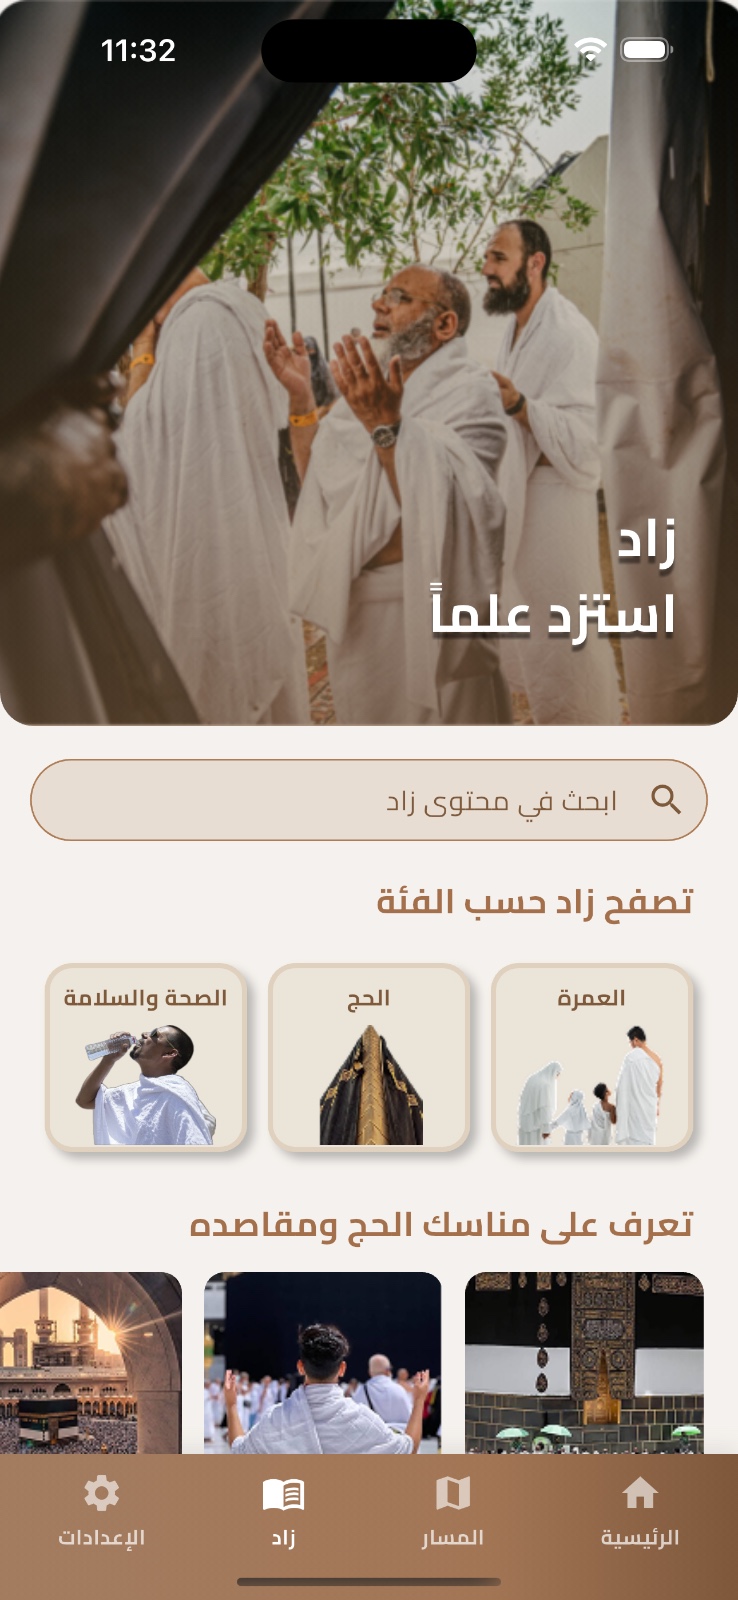 11:32
زاد
استزد علماً
ابحث في محتوى زاد
تصفح زاد حسب الفئة
العمرة
الحج
الصحة والسلامة
تعرف على مناسك الحج ومقاصده
الرئيسية
المسار
زاد
الإعدادات